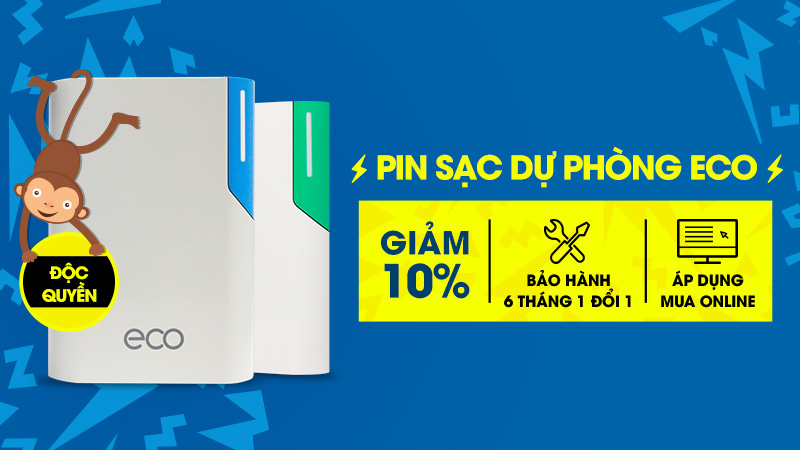 ĐỘC
QUYỀN
eco
PIN SẠC DỰ PHÒNG ECO
GIẢM
10%
BẢO HÀNH
6 THÁNG 1 ĐỔI 1
ÁP DỤNG
MUA ONLINE